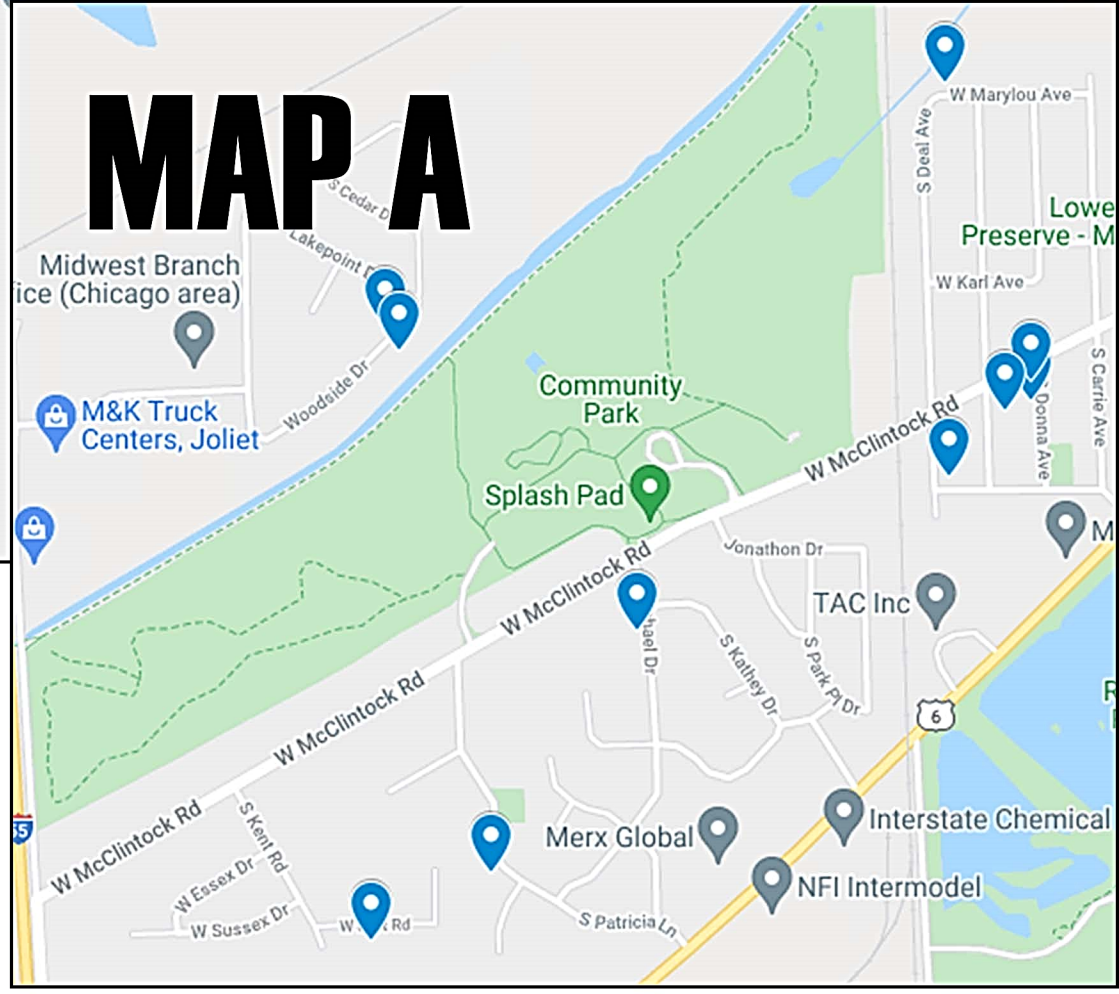 MAP A
W Marylou Ave
S Deal Ave
S Cedar D
Lowe
Preserve - M
Lakepoint D
Midwest Branch
ice (Chicago area)
W Karl Ave
S Carrie Ave
Woodside Dr
Community
Park
M&K Truck
Centers, Joliet
Donna Ave
W McClintock Rd
Splash Pad
M
Jonathon Dr
W McClintock Rd
TAC Inc
hael Dr
S Kathey Dr
S Park Pl Dr
R
6
W McClintock Rd
55
S Kent Rd
Merx Global
Interstate Chemical
W McClintock Rd
W Essex Dr
NFI Intermodel
W Sussex Dr
W
Rd
S Patricia Ln